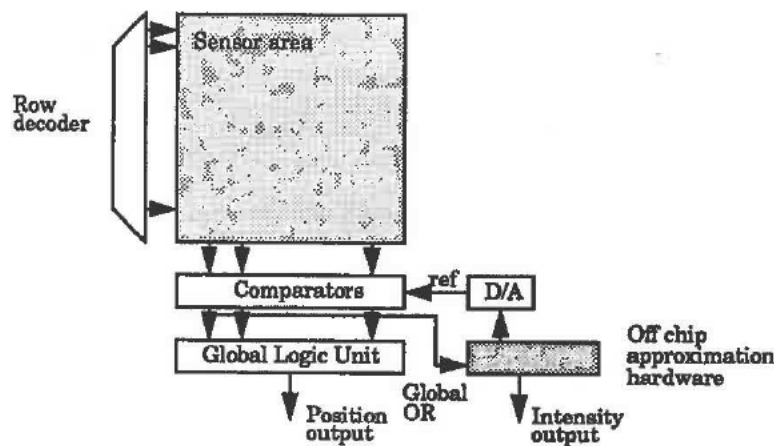 Sensor area
Row
decoder
ref
Comparators
D/A
Global Logic Unit
Off chip
approximation
hardware
Global
OR
Position
output
Intensity
output